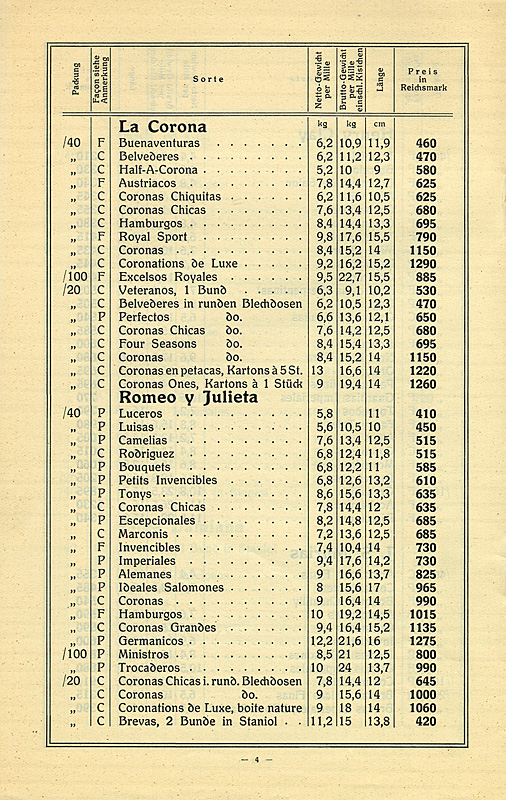 Packung Façon siehe Anmerkung Sorte Netto-Gewicht per Mille Brutto-Gewicht per Mille einschl. Kistchen Länge Preis in Reichsmark
La Corona kg kg cm
/40 F Buenaventuras 6,2 10,9 11,9 460
„ C Belvederes 6,2 11,2 12,3 470
„ C Half-A-Corona 5,2 10 9 580
„ F Austriacos 7,8 14,4 12,7 625
„ C Coronas Chiquitas 6,2 11,6 10,5 625
„ C Coronas Chicas 7,6 13,4 12,5 680
„ C Hamburgos 8,4 14,4 13,3 695
„ F Royal Sport 9,8 17,6 15,5 790
„ C Coronas 8,4 15,2 14 1150
„ C Coronations de Luxe 9,2 16,2 15,2 1290
/100 F Excelsos Royales 9,5 22,7 15,5 885
/20 C Veteranos, 1 Bund 6,3 9,1 10,2 530
„ C Belvederes in runden Blechdosen 6,2 10,5 12,3 470
„ P Perfectos do. 6,6 13,6 12,1 650
„ C Coronas Chicas do. 7,6 14,2 12,5 680
„ C Four Seasons do. 8,4 15,4 13,3 695
„ C Coronas do. 8,4 15,2 14 1150
„ C Coronas en petacas, Kartons à 5 St. 13 16,6 14 1220
„ C Coronas Ones, Kartons à 1 Stück 9 19,4 14 1260
Romeo y Julieta
/40 P Luceros 5,8 11 410
„ P Luisas 5,6 10,5 10 450
„ P Camelias 7,6 13,4 12,5 515
„ C Rodriguez 6,8 12,4 11,8 515
„ P Bouquets 6,8 12,2 11 585
„ P Petits Invencibles 6,8 12,6 13,2 610
„ P Tonys 8,6 15,6 13,3 635
„ C Coronas Chicas 7,8 14,4 12 635
„ P Escepcionales 8,2 14,8 12,5 685
„ C Marconis 7,2 13,6 12,5 685
„ F Invencibles 7,4 10,4 14 730
„ P Imperiales 9,4 17,6 14,2 730
„ P Alemanes 9 16,6 13,7 825
„ P Ideales Salomones 8 15,6 17 965
„ C Coronas 9 16,4 14 990
„ F Hamburgos 10 19,2 14,5 1015
„ C Coronas Grandes 9,4 16,4 15,2 1135
„ P Germanicos 12,2 21,6 16 1275
/100 P Ministros 8,5 21 12,5 800
„ P Trocaderos 10 24 13,7 990
/20 C Coronas Chicas i. rund. Blechdosen 7,8 14,4 12 645
„ C Coronas do. 9 15,6 14 1000
„ C Coronations de Luxe, boite nature 9 18 14 1060
„ C Brevas, 2 Bunde in Staniol 11,2 15 13,8 420
— 4 —